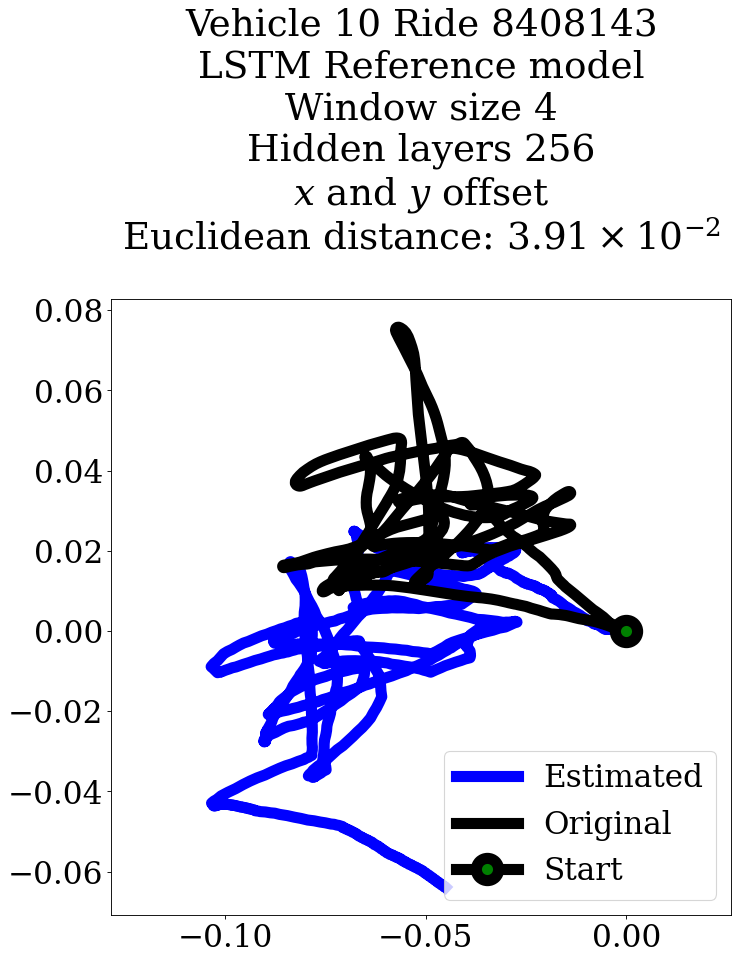 Vehicle 10 Ride 8408143
LSTM Reference model
Window size 4
Hidden layers 256
x and y offset
Euclidean distance: 3.91 × 10⁻²
0.08
0.06
0.04
0.02
0.00
−0.02
−0.04
−0.06
Estimated
Original
Start
−0.10 −0.05 0.00